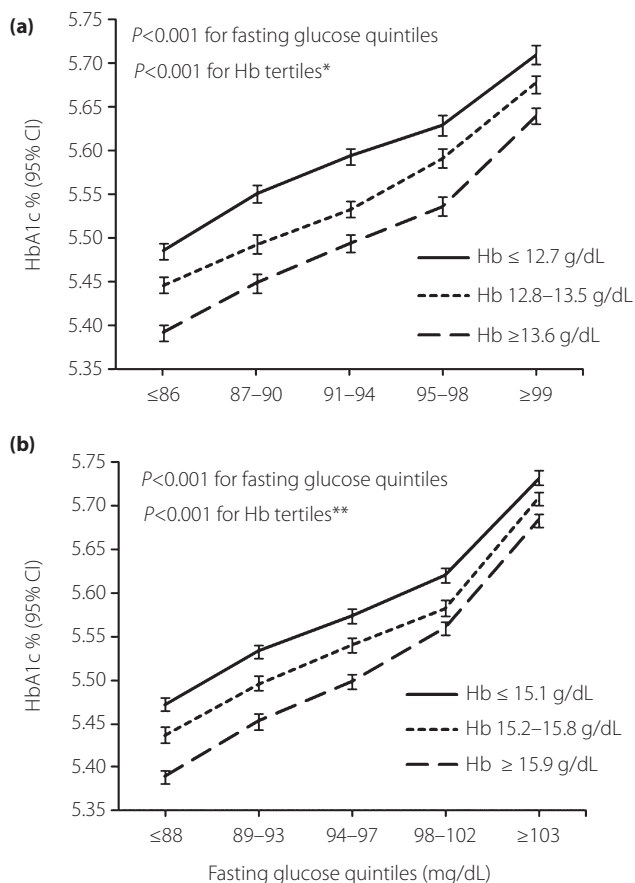 (a)
P<0.001 for fasting glucose quintiles
P<0.001 for Hb tertiles*
HbA1c % (95% CI)
5.75
5.70
5.65
5.60
5.55
5.50
5.45
5.40
5.35
Hb ≤ 12.7 g/dL
Hb 12.8–13.5 g/dL
Hb ≥13.6 g/dL
≤86 87–90 91–94 95–98 ≥99
(b)
P<0.001 for fasting glucose quintiles
P<0.001 for Hb tertiles**
HbA1c % (95% CI)
5.75
5.70
5.65
5.60
5.55
5.50
5.45
5.40
5.35
Hb ≤ 15.1 g/dL
Hb 15.2–15.8 g/dL
Hb ≥ 15.9 g/dL
≤88 89–93 94–97 98–102 ≥103
Fasting glucose quintiles (mg/dL)